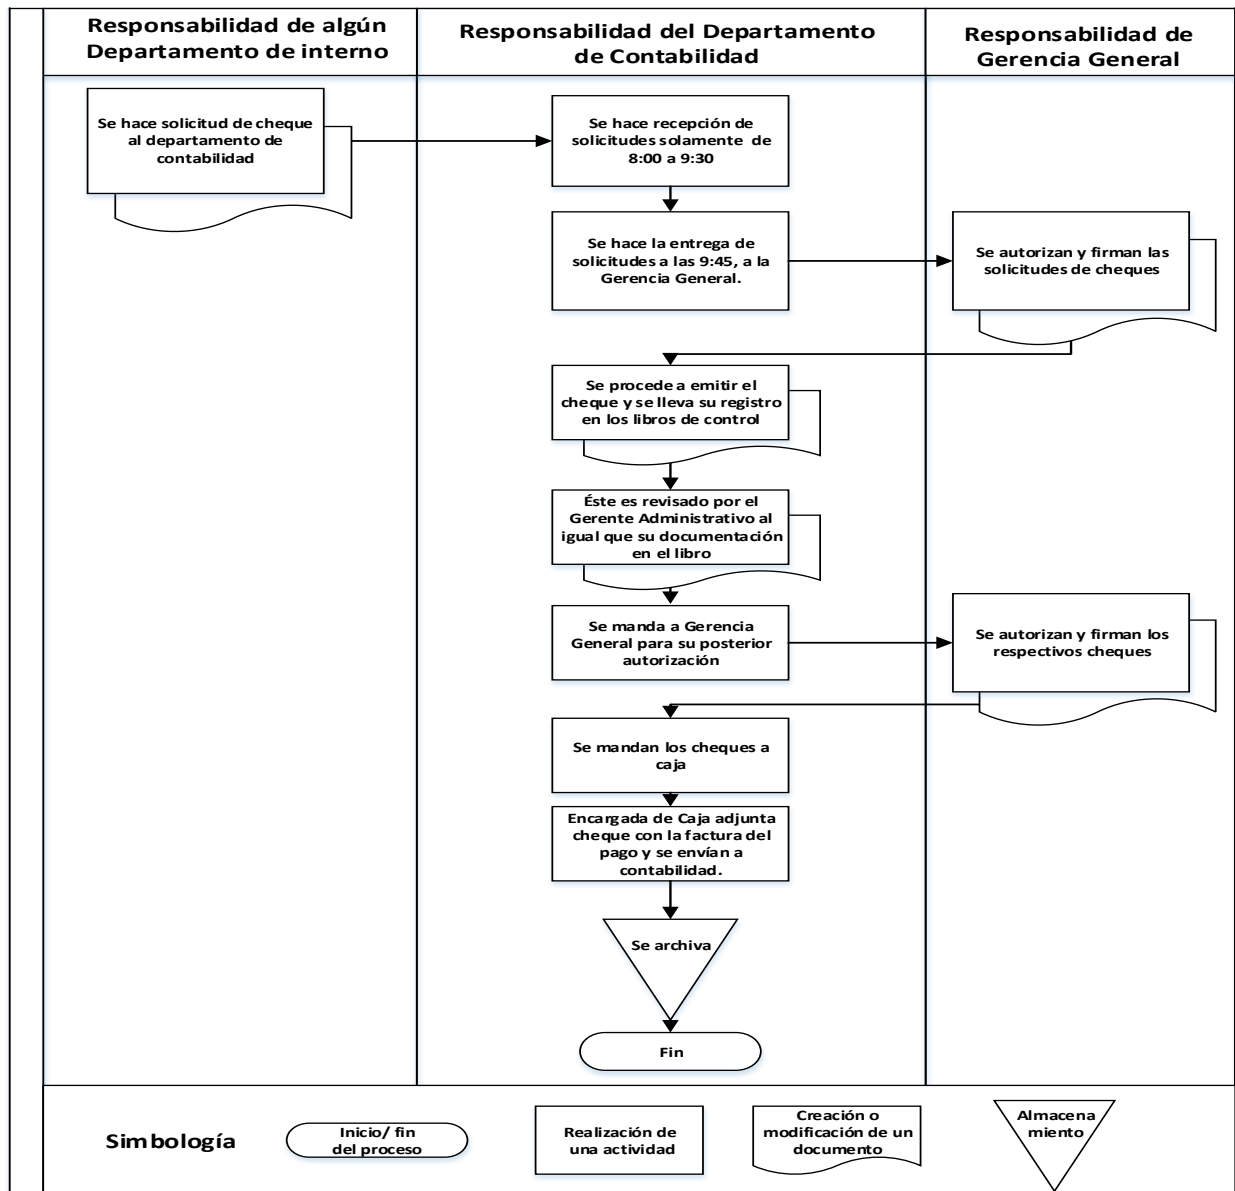 Responsabilidad de algún
Departamento de interno
Responsabilidad del Departamento
de Contabilidad
Responsabilidad de
Gerencia General
Se hace solicitud de cheque
al departamento de
contabilidad
Se hace recepción de
solicitudes solamente de
8:00 a 9:30
Se hace la entrega de
solicitudes a las 9:45, a la
Gerencia General.
Se autorizan y firman las
solicitudes de cheques
Se procede a emitir el
cheque y se lleva su registro
en los libros de control
Éste es revisado por el
Gerente Administrativo al
igual que su documentación
en el libro
Se manda a Gerencia
General para su posterior
autorización
Se autorizan y firman los
respectivos cheques
Se mandan los cheques a
caja
Encargada de Caja adjunta
cheque con la factura del
pago y se envían a
contabilidad.
Se archiva
Fin
Simbología
Inicio/ fin
del proceso
Realización de
una actividad
Creación o
modificación de un
documento
Almacena
miento